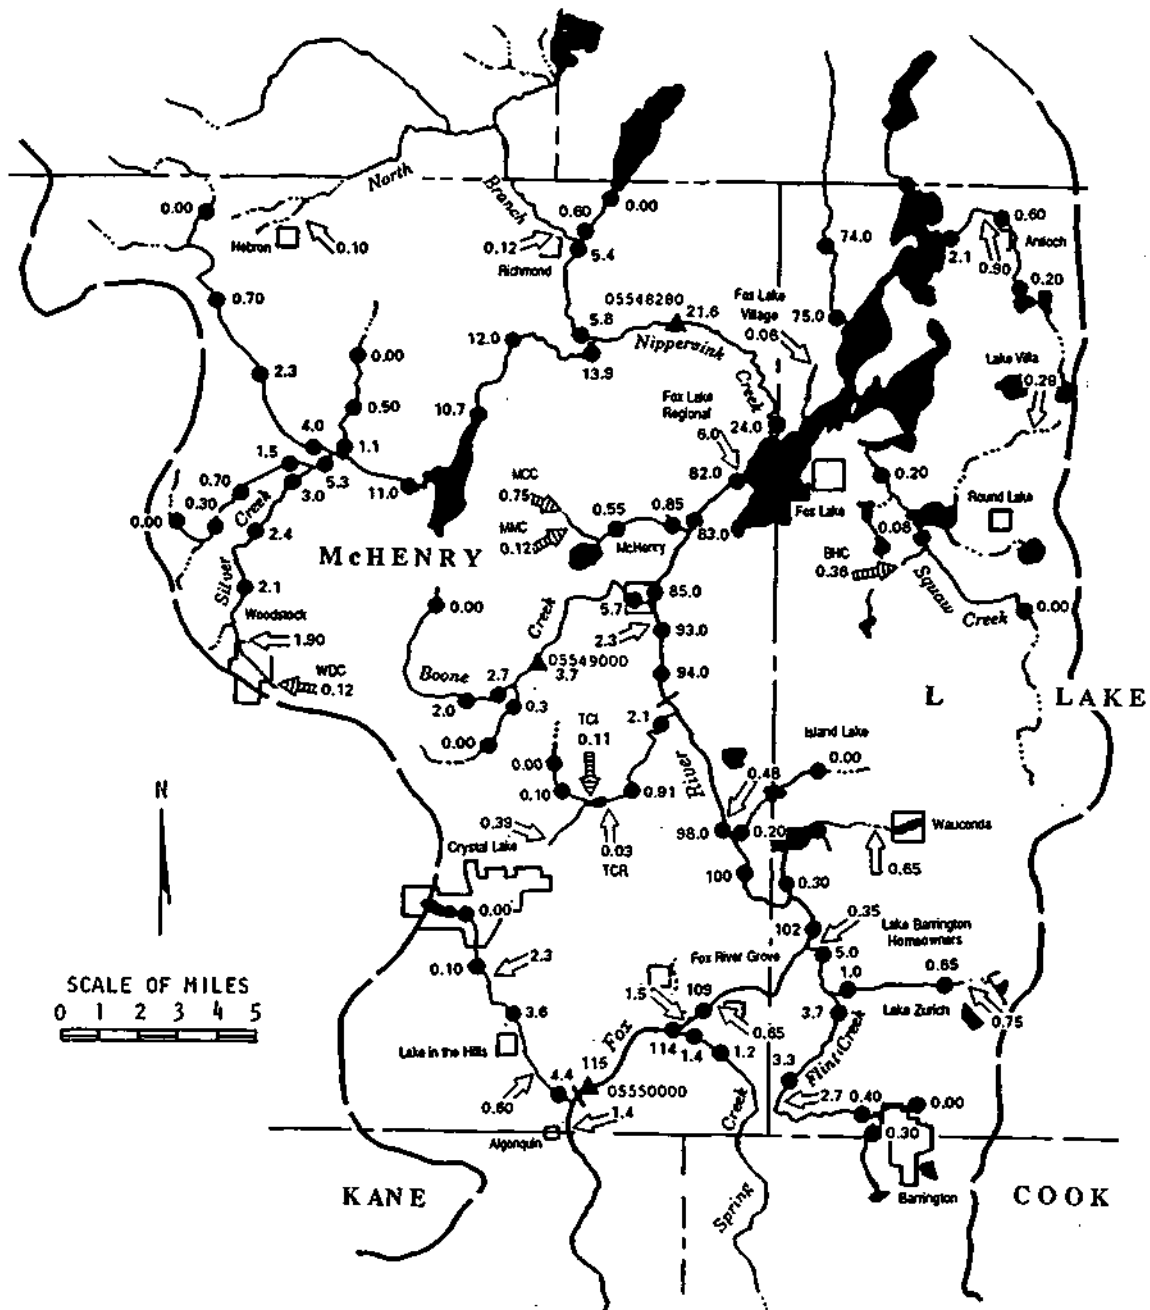 North
Branch
0.00
Hebron
0.10
0.60
0.00
0.12
Richmond
5.4
74.0
0.60
Antioch
2.1
0.90
0.20
0.70
05548280
21.6
Fox Lake
Village
0.06
75.0
5.8
12.0
Nippersink
Creek
13.9
0.00
2.3
Lake Villa
0.29
0.50
10.7
Fox Lake
Regional
6.0
24.0
4.0
1.1
1.5
5.3
3.0
0.70
0.30
0.00
Creek
2.4
11.0
82.0
0.20
MCC
0.75
MMC
0.12
0.55
0.85
McHenry
83.0
Fox Lake
Round Lake
0.08
BHC
0.36
Squaw
Creek
0.00
McHENRY
Silver
2.1
Woodstock
1.90
WDC
0.12
0.00
Creek
5.7
85.0
2.3
93.0
05549000
3.7
94.0
Boone
2.7
2.0
0.3
0.00
L
LAKE
TCI
0.11
2.1
River
Island Lake
0.00
0.00
0.10
0.91
0.48
0.39
0.03
TCR
98.0
0.20
Wauconda
0.65
N
Crystal Lake
100
0.30
0.00
0.35
102
Lake Barrington
Homeowners
5.0
0.10
2.3
Fox River Grove
1.0
0.65
SCALE OF MILES
0 1 2 3 4 5
109
1.5
0.65
3.7
Lake Zurich
0.75
3.6
Fox
114
1.4
1.2
Flint Creek
Lake in the Hills
115
3.3
4.4
05550000
0.60
1.4
Creek
2.7
0.40
0.00
0.30
Algonquin
KANE
Spring
Barrington
COOK